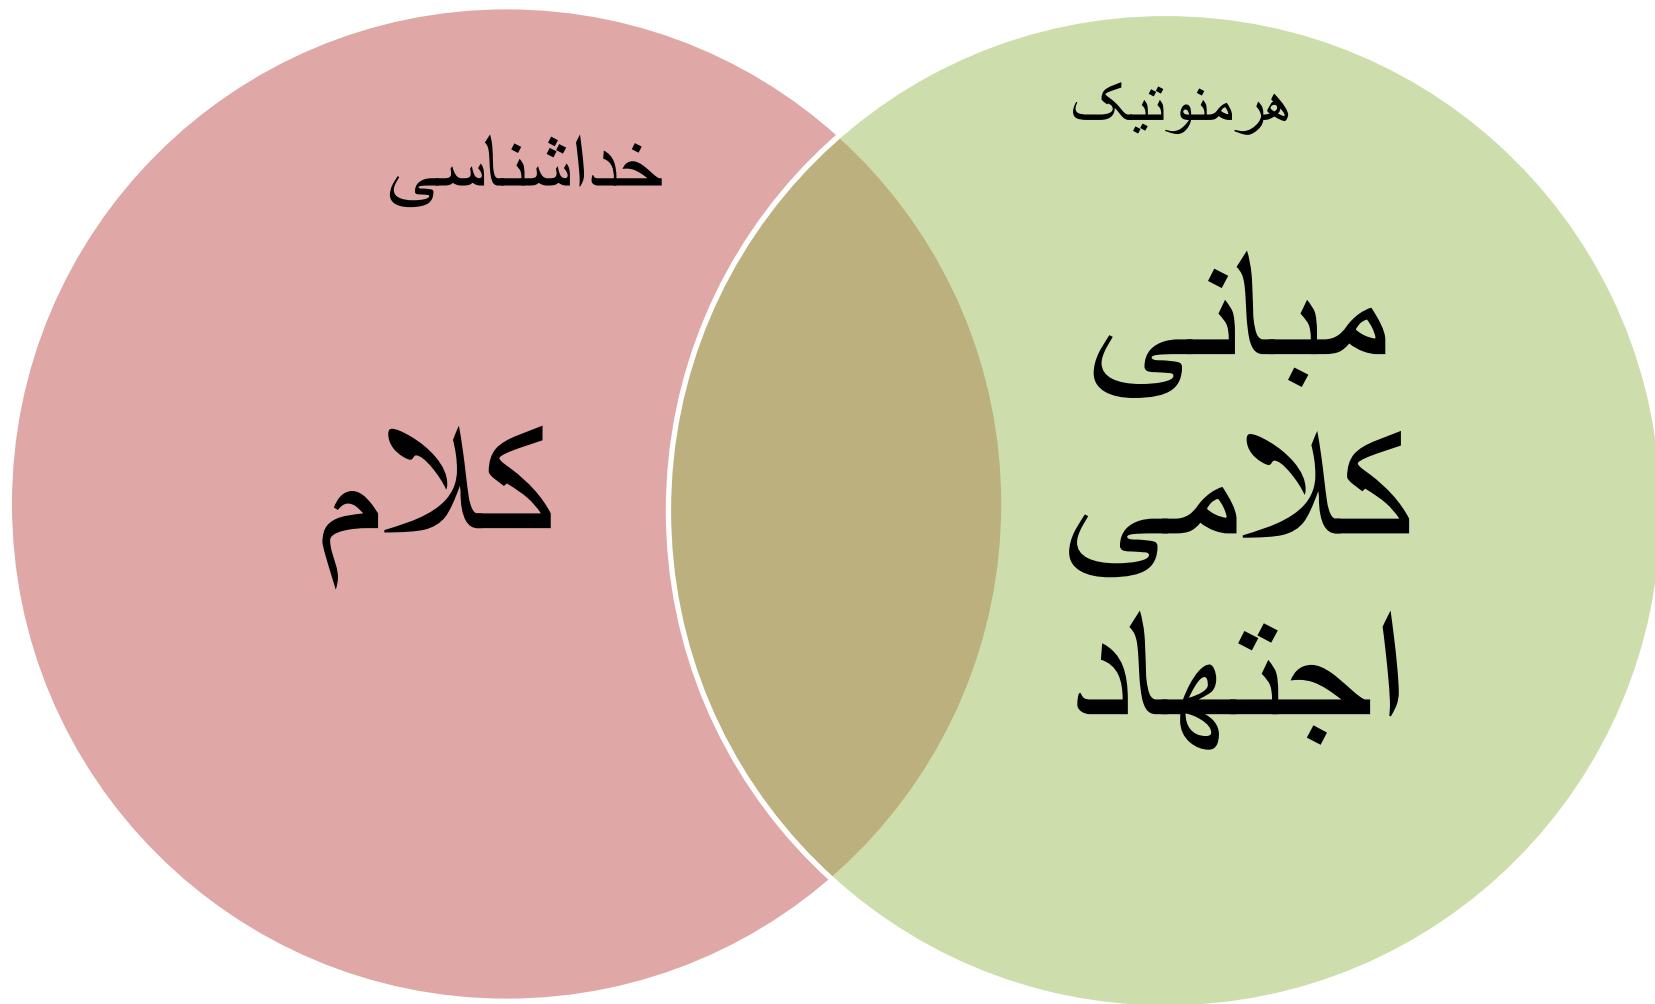 هرمنوتیک
مبانی
کلامی
اجتهاد
خداشناسی
کلام